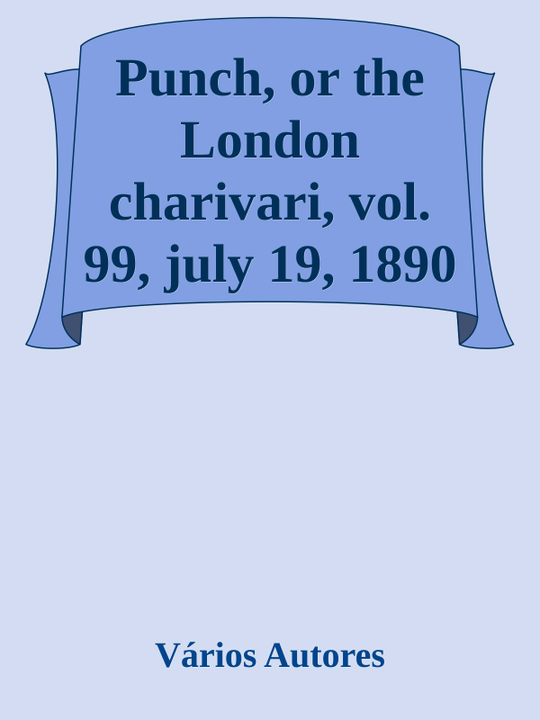 Punch, or the
London
charivari, vol.
99, july 19, 1890
Vários Autores